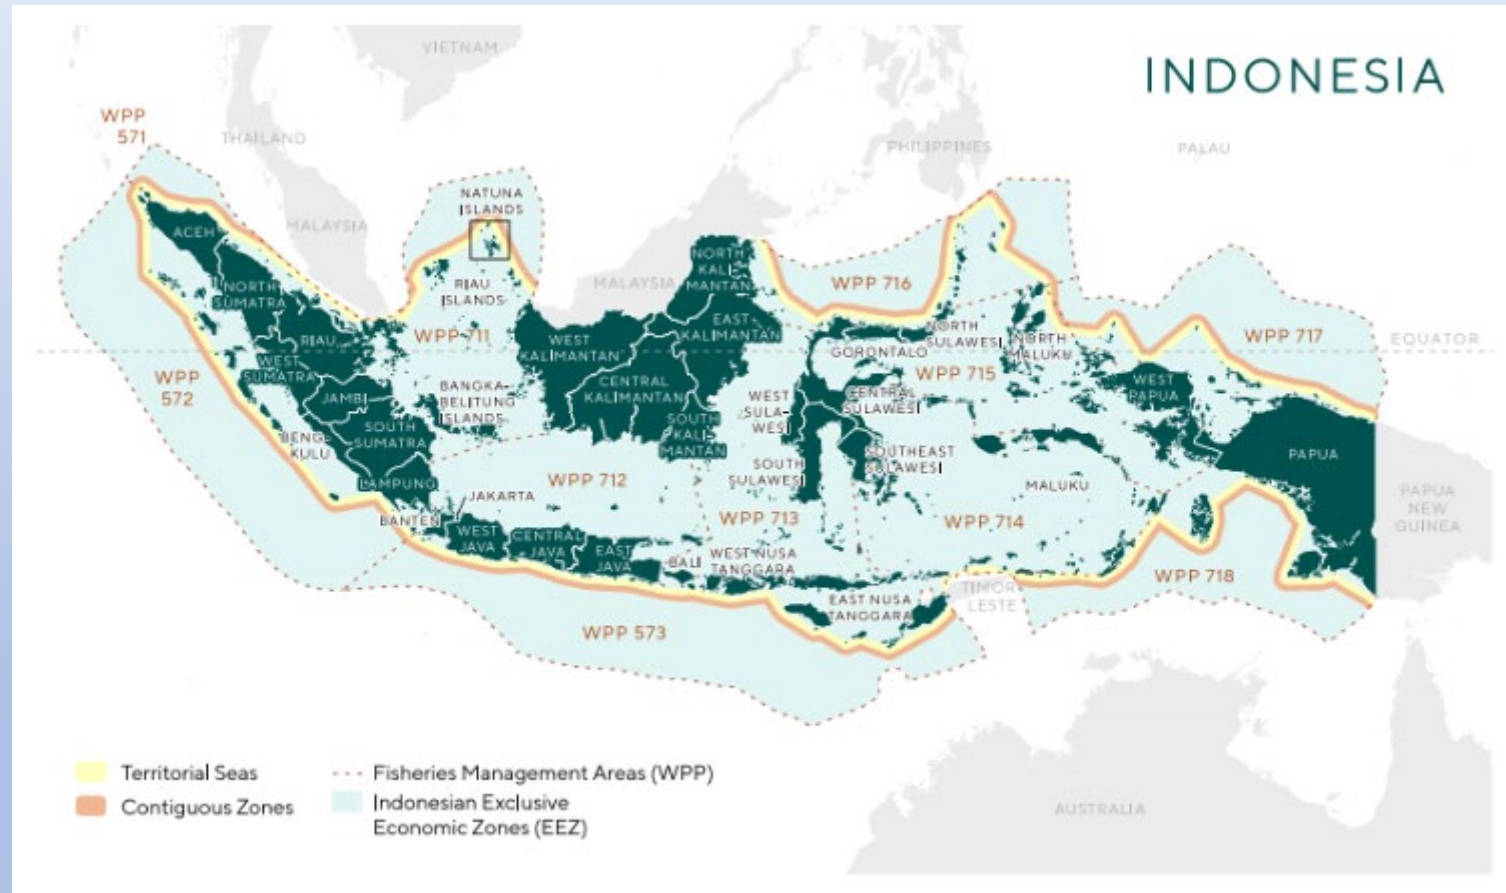 INDONESIA
VIETNAM
WPP
571
THAILAND
PHILIPPINES
PALAU
NATUNA
ISLANDS
MALAYSIA
ACEH
NORTH
KALI
MANTAN
MALAYSIA
WPP 716
NORTH
SUMATRA
RIAU
ISLANDS
EAST
KALIMANTAN
NORTH
SULAWESI
WPP 711
RIAU
WEST
KALIMANTAN
GORONTALO
NORTH
MALUKU
WPP 717
EQUATOR
WEST
SUMATRA
WPP
572
WPP 715
WEST
PAPUA
JAMBI
BANGKA-
BELITUNG
ISLANDS
CENTRAL
KALIMANTAN
WEST
SULA-
WESI
CENTRAL
SULAWESI
SOUTH
SUMATRA
SOUTH
KALI-
MANTAN
BENG-
KULU
SOUTHEAST
SULAWESI
PAPUA
SOUTH
SULAWESI
LAMPUNG
WPP 712
MALUKU
JAKARTA
PAPUA
NEW
GUINEA
BANTEN
WPP 713
WPP 714
WEST
JAVA
CENTRAL
JAVA
EAST
JAVA
BALI
WEST NUSA
TANGGARA
WPP 718
TIMOR-
LESTE
EAST NUSA
TANGGARA
WPP 573
Territorial Seas
Contiguous Zones
Fisheries Management Areas (WPP)
Indonesian Exclusive
Economic Zones (EEZ)
AUSTRALIA